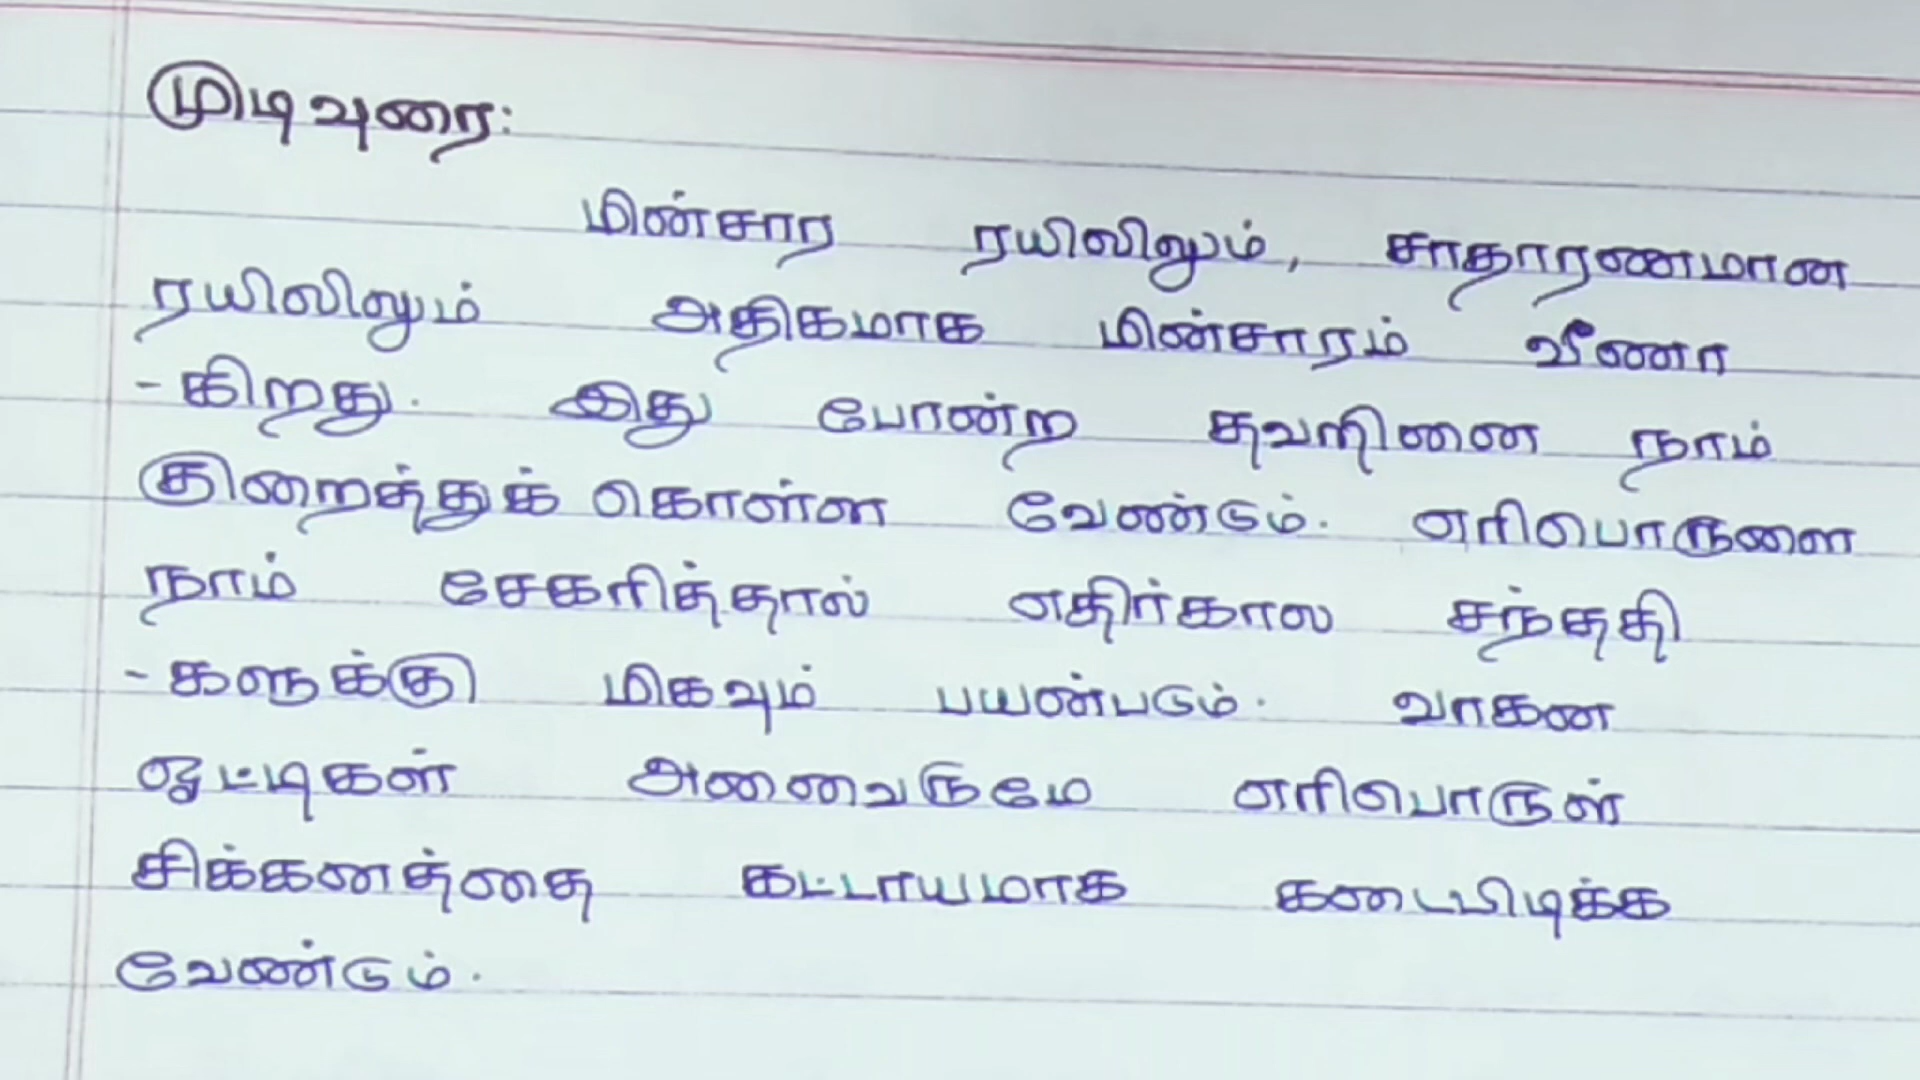 முடிவுரை:
மின்சார ரயிலிலும், சாதாரணமான
ரயிலிலும் அதிகமாக மின்சாரம் வீணா
-கிறது. இது போன்ற தவறினை நாம்
குறைத்துக் கொள்ள வேண்டும். எரிபொருளை
நாம் சேகரித்தால் எதிர்கால சந்ததி
-களுக்கு மிகவும் பயண்படும். வாகன
ஓட்டிகள் அனைவருமே எரிபொருள்
சிக்கனத்தை கட்டாயமாக கடைபிடிக்க
வேண்டும்.